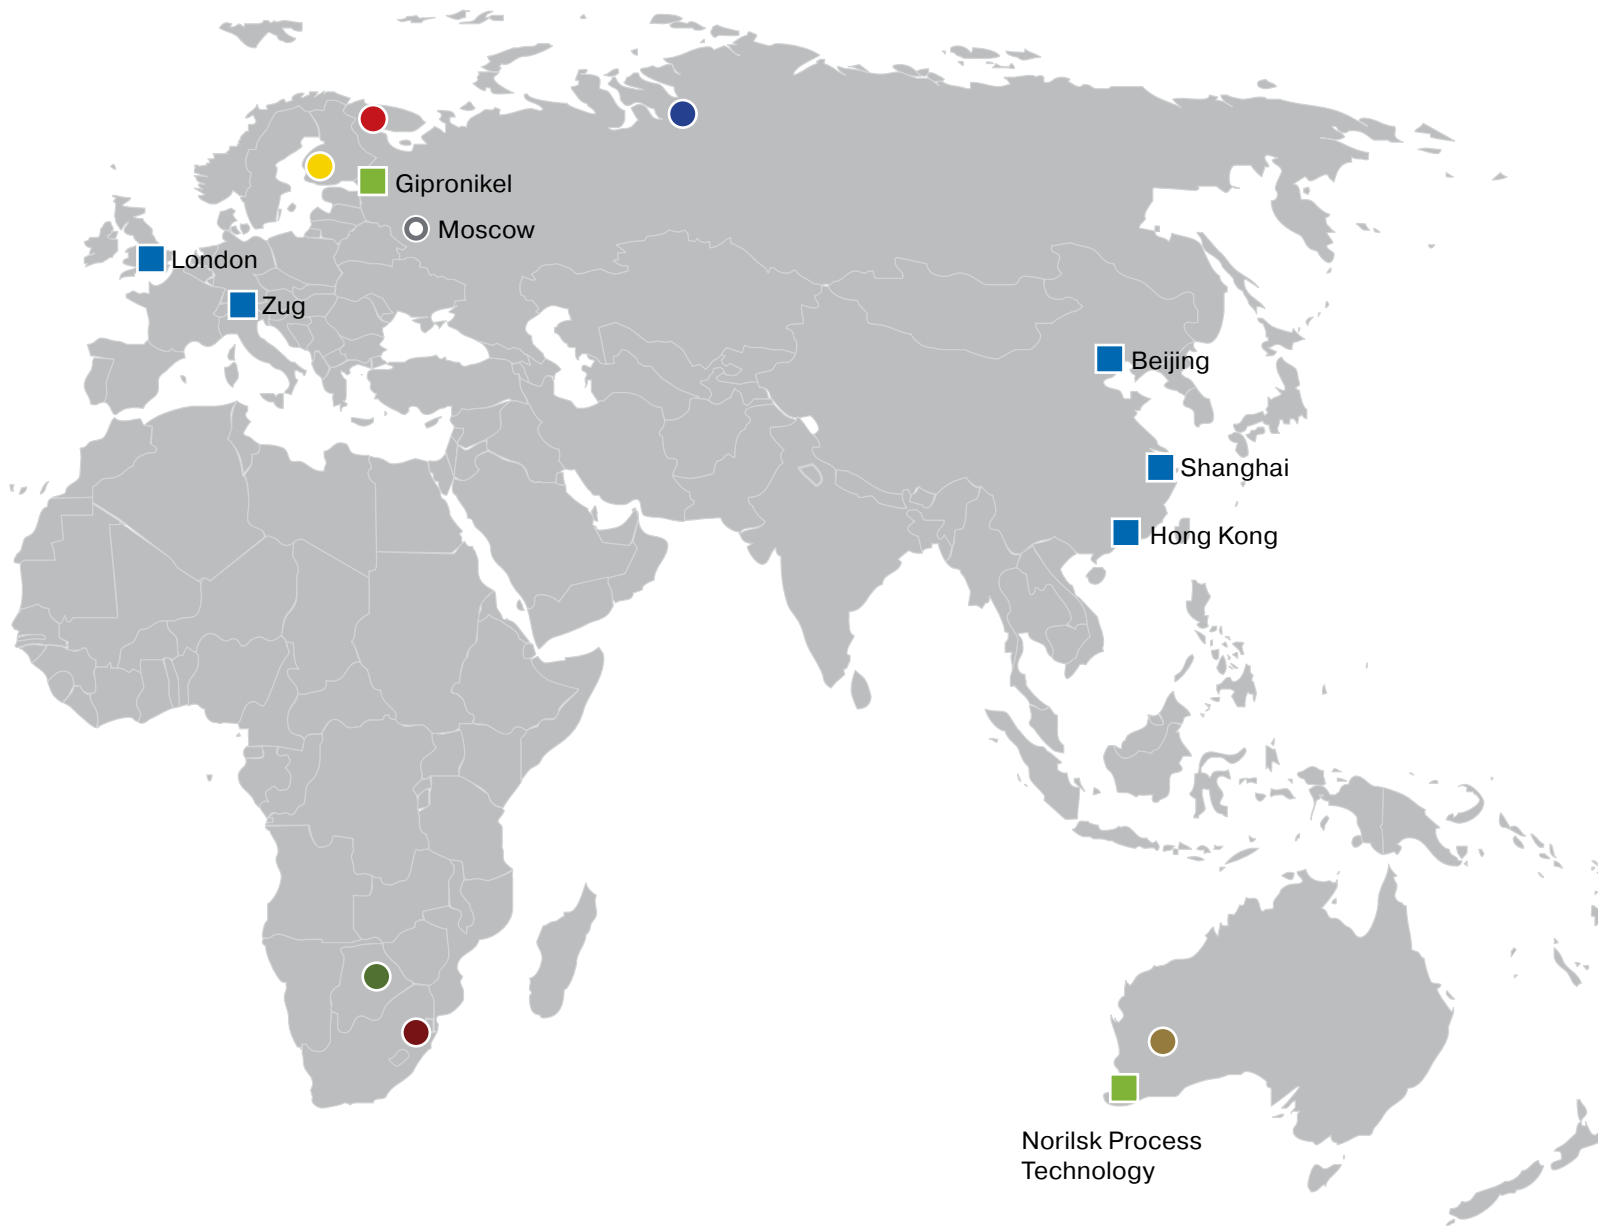 Gipronikel
Moscow
London
Zug
Beijing
Shanghai
Hong Kong
Norilsk Process
Technology